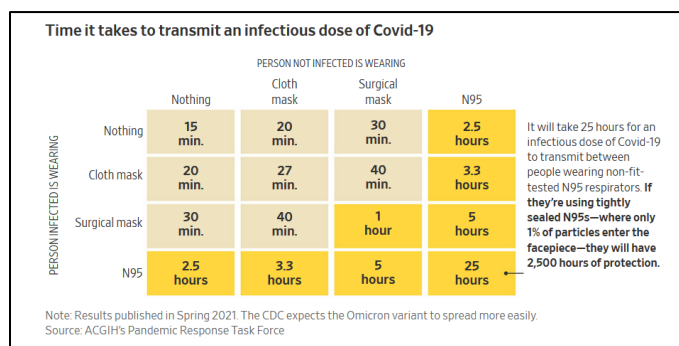 Time it takes to transmit an infectious dose of Covid-19
PERSON NOT INFECTED IS WEARING
Nothing
Cloth
mask
Surgical
mask
N95
PERSON INFECTED IS WEARING
Nothing
15
min.
20
min.
30
min.
2.5
hours
Cloth mask
20
min.
27
min.
40
min.
3.3
hours
Surgical mask
30
min.
40
min.
1
hour
5
hours
N95
2.5
hours
3.3
hours
5
hours
25
hours
It will take 25 hours for an
infectious dose of Covid-19
to transmit between
people wearing non-fit-
tested N95 respirators. If
they're using tightly
sealed N95s—where only
1% of particles enter the
facepiece—they will have
2,500 hours of protection.
Note: Results published in Spring 2021. The CDC expects the Omicron variant to spread more easily.
Source: ACGIH's Pandemic Response Task Force